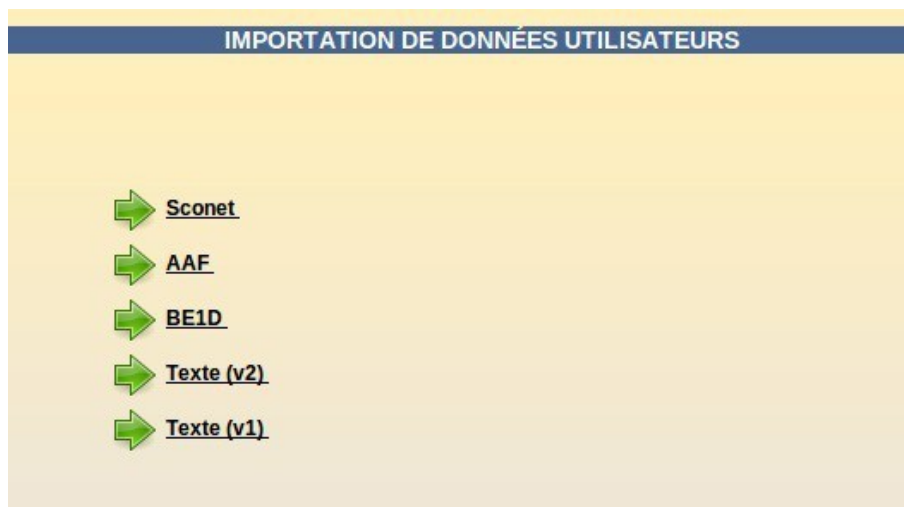 IMPORTATION DE DONNÉES UTILISATEURS
Sconet
AAF
BE1D
Texte (v2)
Texte (v1)